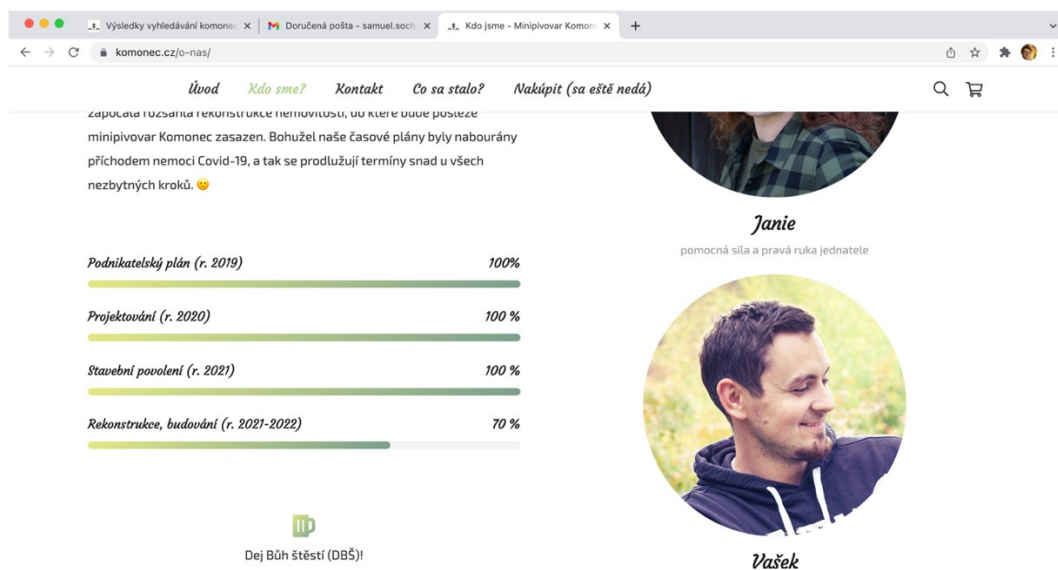 Výsledky vyhledávání komonec
Doručená pošta - samuel.soch
Kdo jsme - Minipivovar Komon
komonec.cz/o-nas/
Úvod
Kdo sme?
Kontakt
Co sa stalo?
Nakúpit (sa eště nedá)
započala rozsáhlá rekonstrukce nemovitosti, do které bude posléze
minipivovar Komonec zasazen. Bohužel naše časové plány byly nabourány
příchodem nemoci Covid-19, a tak se prodlužují termíny snad u všech
nezbytných kroků.
Podnikatelský plán (r. 2019) 100%
Projektování (r. 2020) 100 %
Stavební povolení (r. 2021) 100 %
Rekonstrukce, budování (r. 2021-2022) 70 %
Dej Bůh štěstí (DBŠ)!
Janie
pomocná síla a pravá ruka jednatele
Vašek